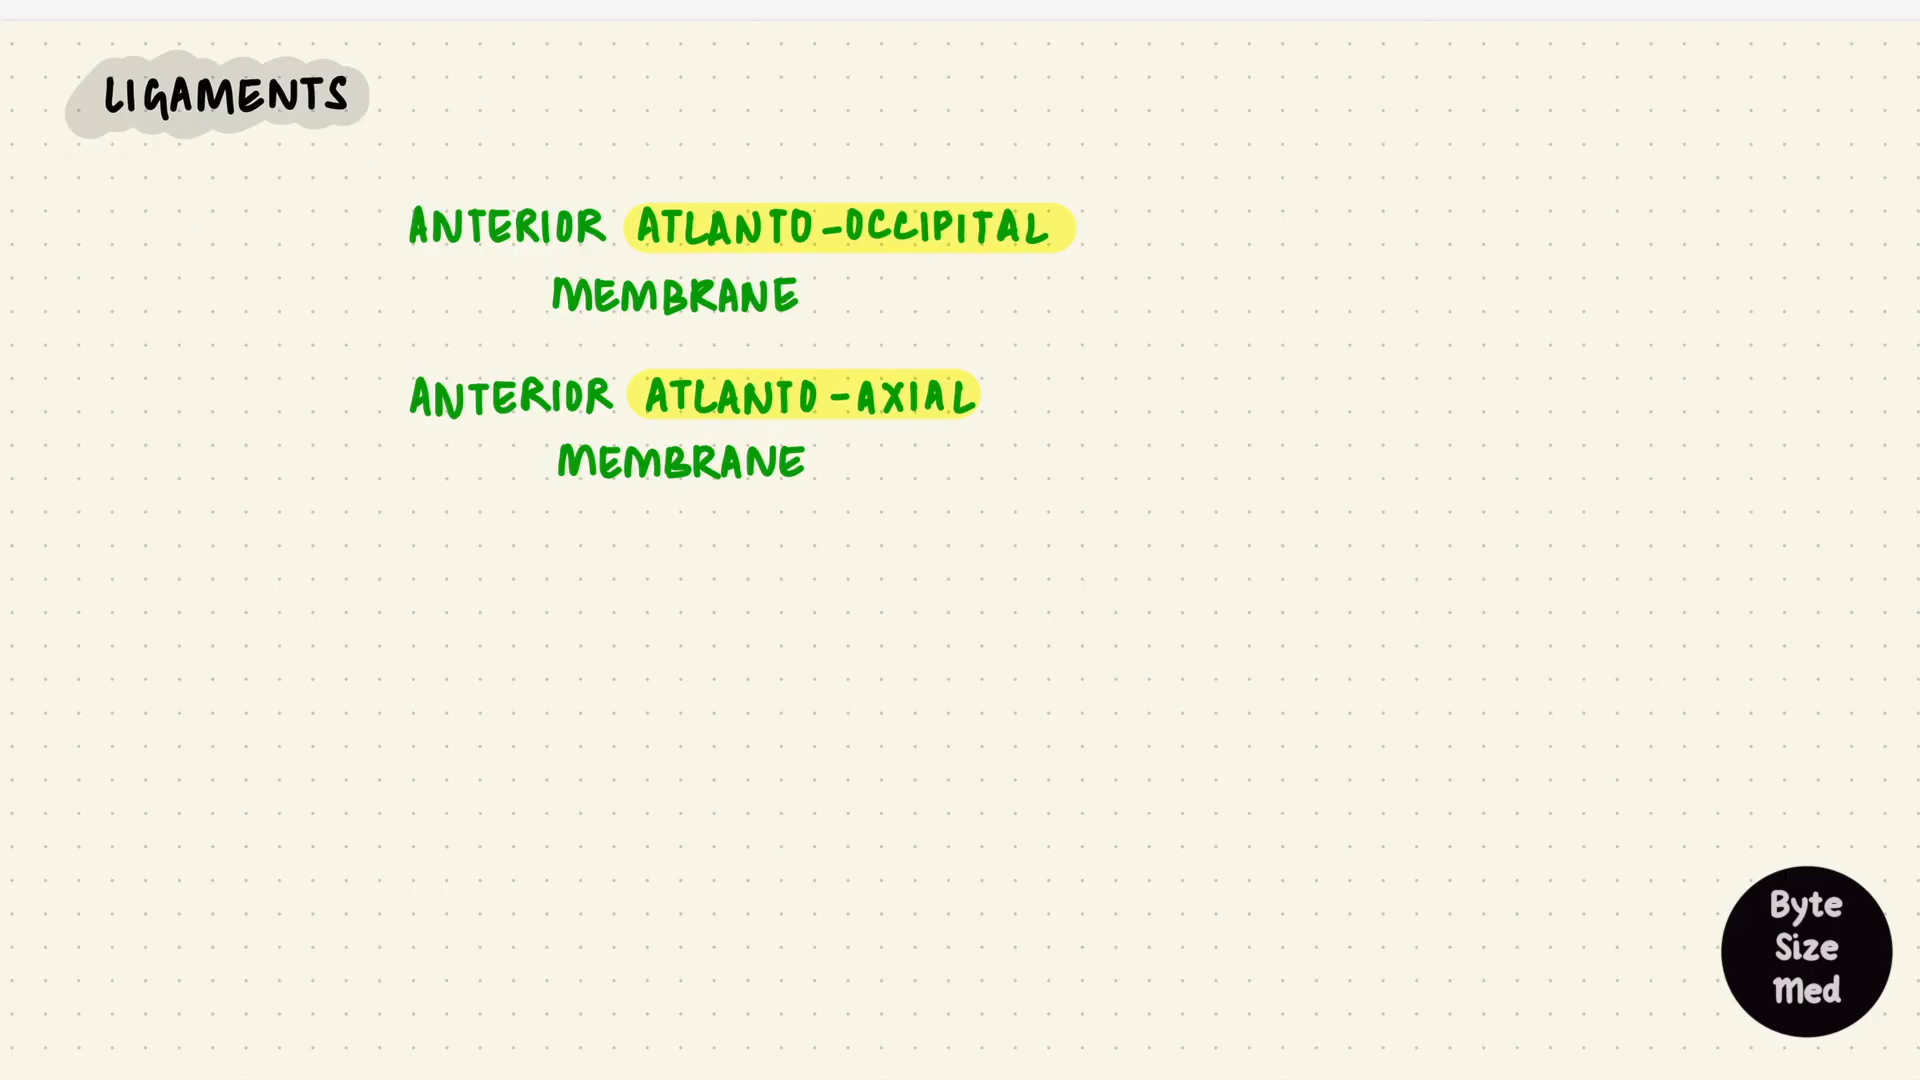 LIGAMENTS
ANTERIOR ATLANTO-OCCIPITAL
MEMBRANE
ANTERIOR ATLANTO-AXIAL
MEMBRANE
Byte
Size
Med